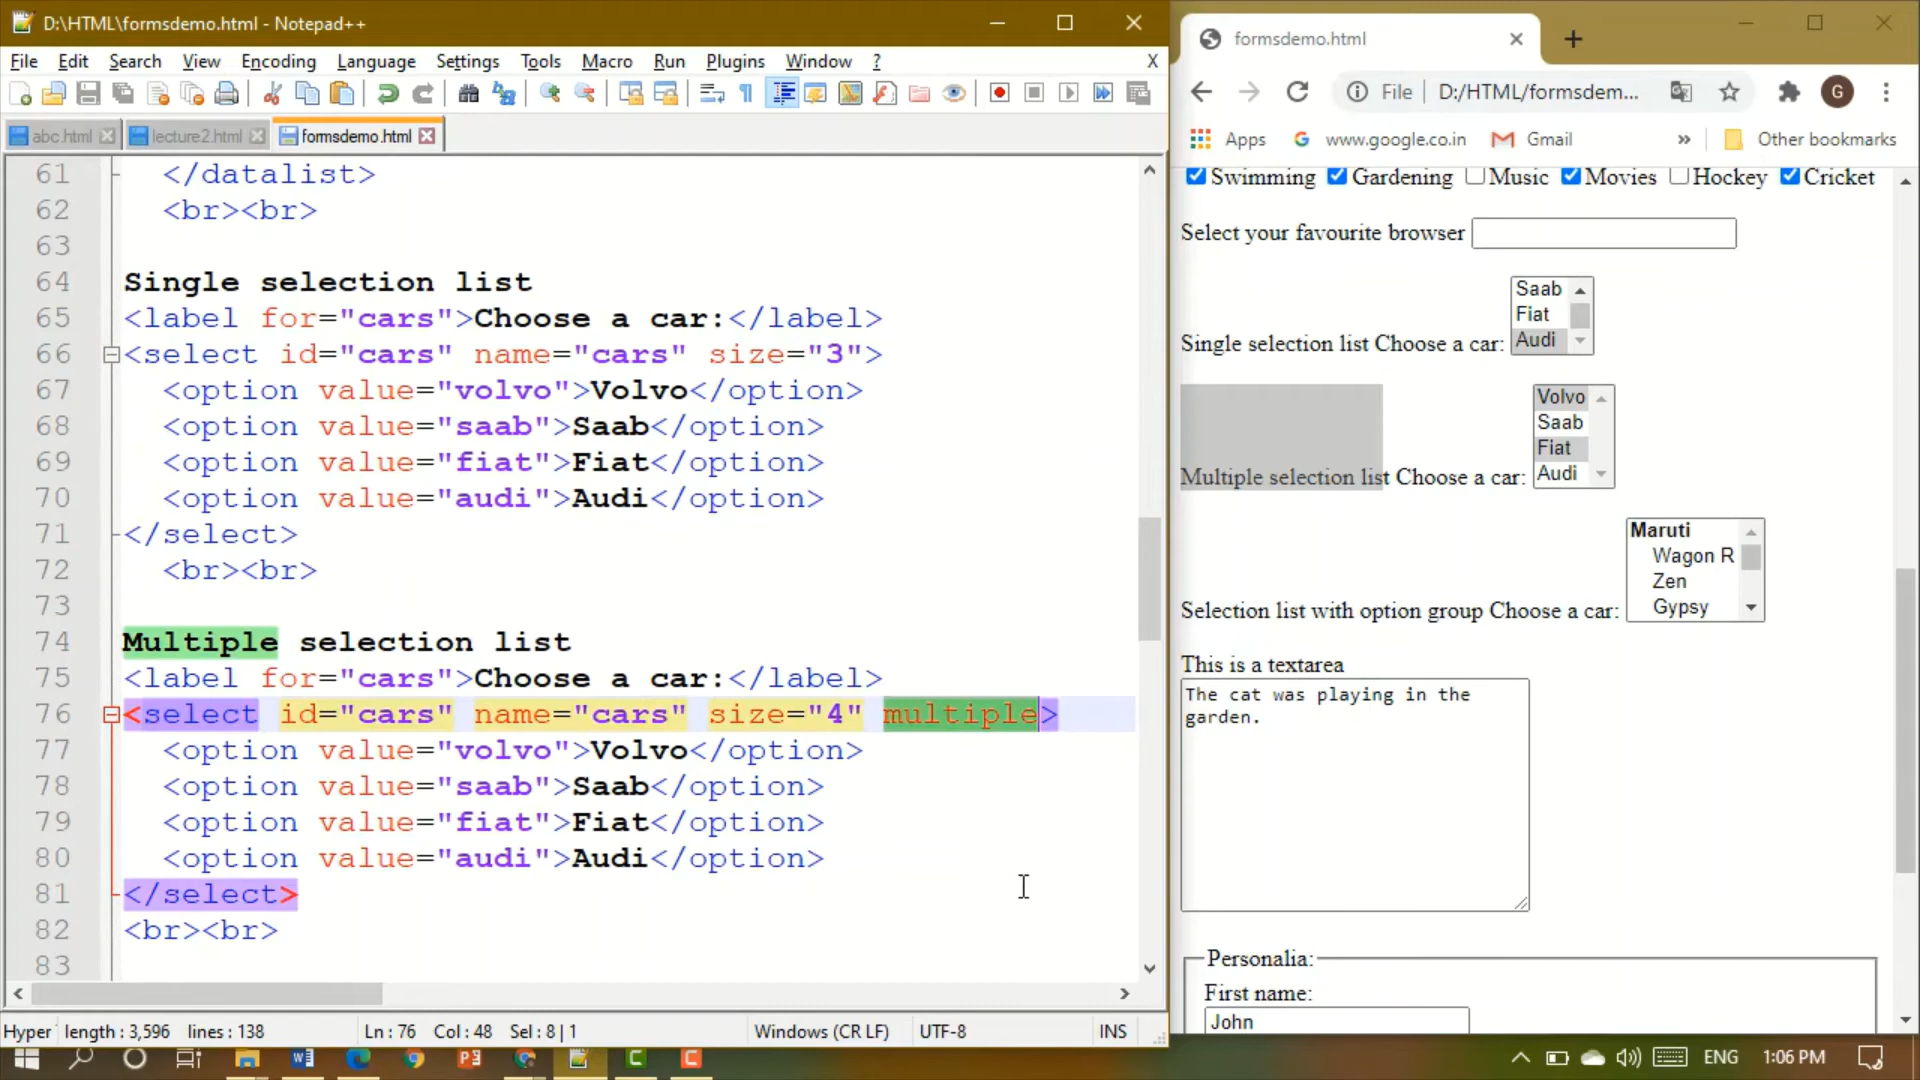 D:\HTML\formsdemo.html - Notepad++
File Edit Search View Encoding Language Settings Tools Macro Run Plugins Window ? X
abc.html lecture2.html formsdemo.html
61 </datalist>
62 <br><br>
63
64 Single selection list
65 <label for="cars">Choose a car:</label>
66 <select id="cars" name="cars" size="3">
67 <option value="volvo">Volvo</option>
68 <option value="saab">Saab</option>
69 <option value="fiat">Fiat</option>
70 <option value="audi">Audi</option>
71 </select>
72 <br><br>
73
74 Multiple selection list
75 <label for="cars">Choose a car:</label>
76 <select id="cars" name="cars" size="4" multiple>
77 <option value="volvo">Volvo</option>
78 <option value="saab">Saab</option>
79 <option value="fiat">Fiat</option>
80 <option value="audi">Audi</option>
81 </select>
82 <br><br>
83
Hyper length : 3,596 lines : 138 Ln : 76 Col : 48 Sel : 8 | 1 Windows (CR LF) UTF-8 INS
formsdemo.html
File D:/HTML/formsdem... G
Apps www.google.co.in Gmail » Other bookmarks
Swimming Gardening Music Movies Hockey Cricket
Select your favourite browser
Saab
Fiat
Single selection list Choose a car: Audi
Volvo
Saab
Fiat
Multiple selection list Choose a car: Audi
Maruti
Wagon R
Zen
Selection list with option group Choose a car: Gypsy
This is a textarea
The cat was playing in the
garden.
Personalia:
First name:
John
ENG 1:06 PM